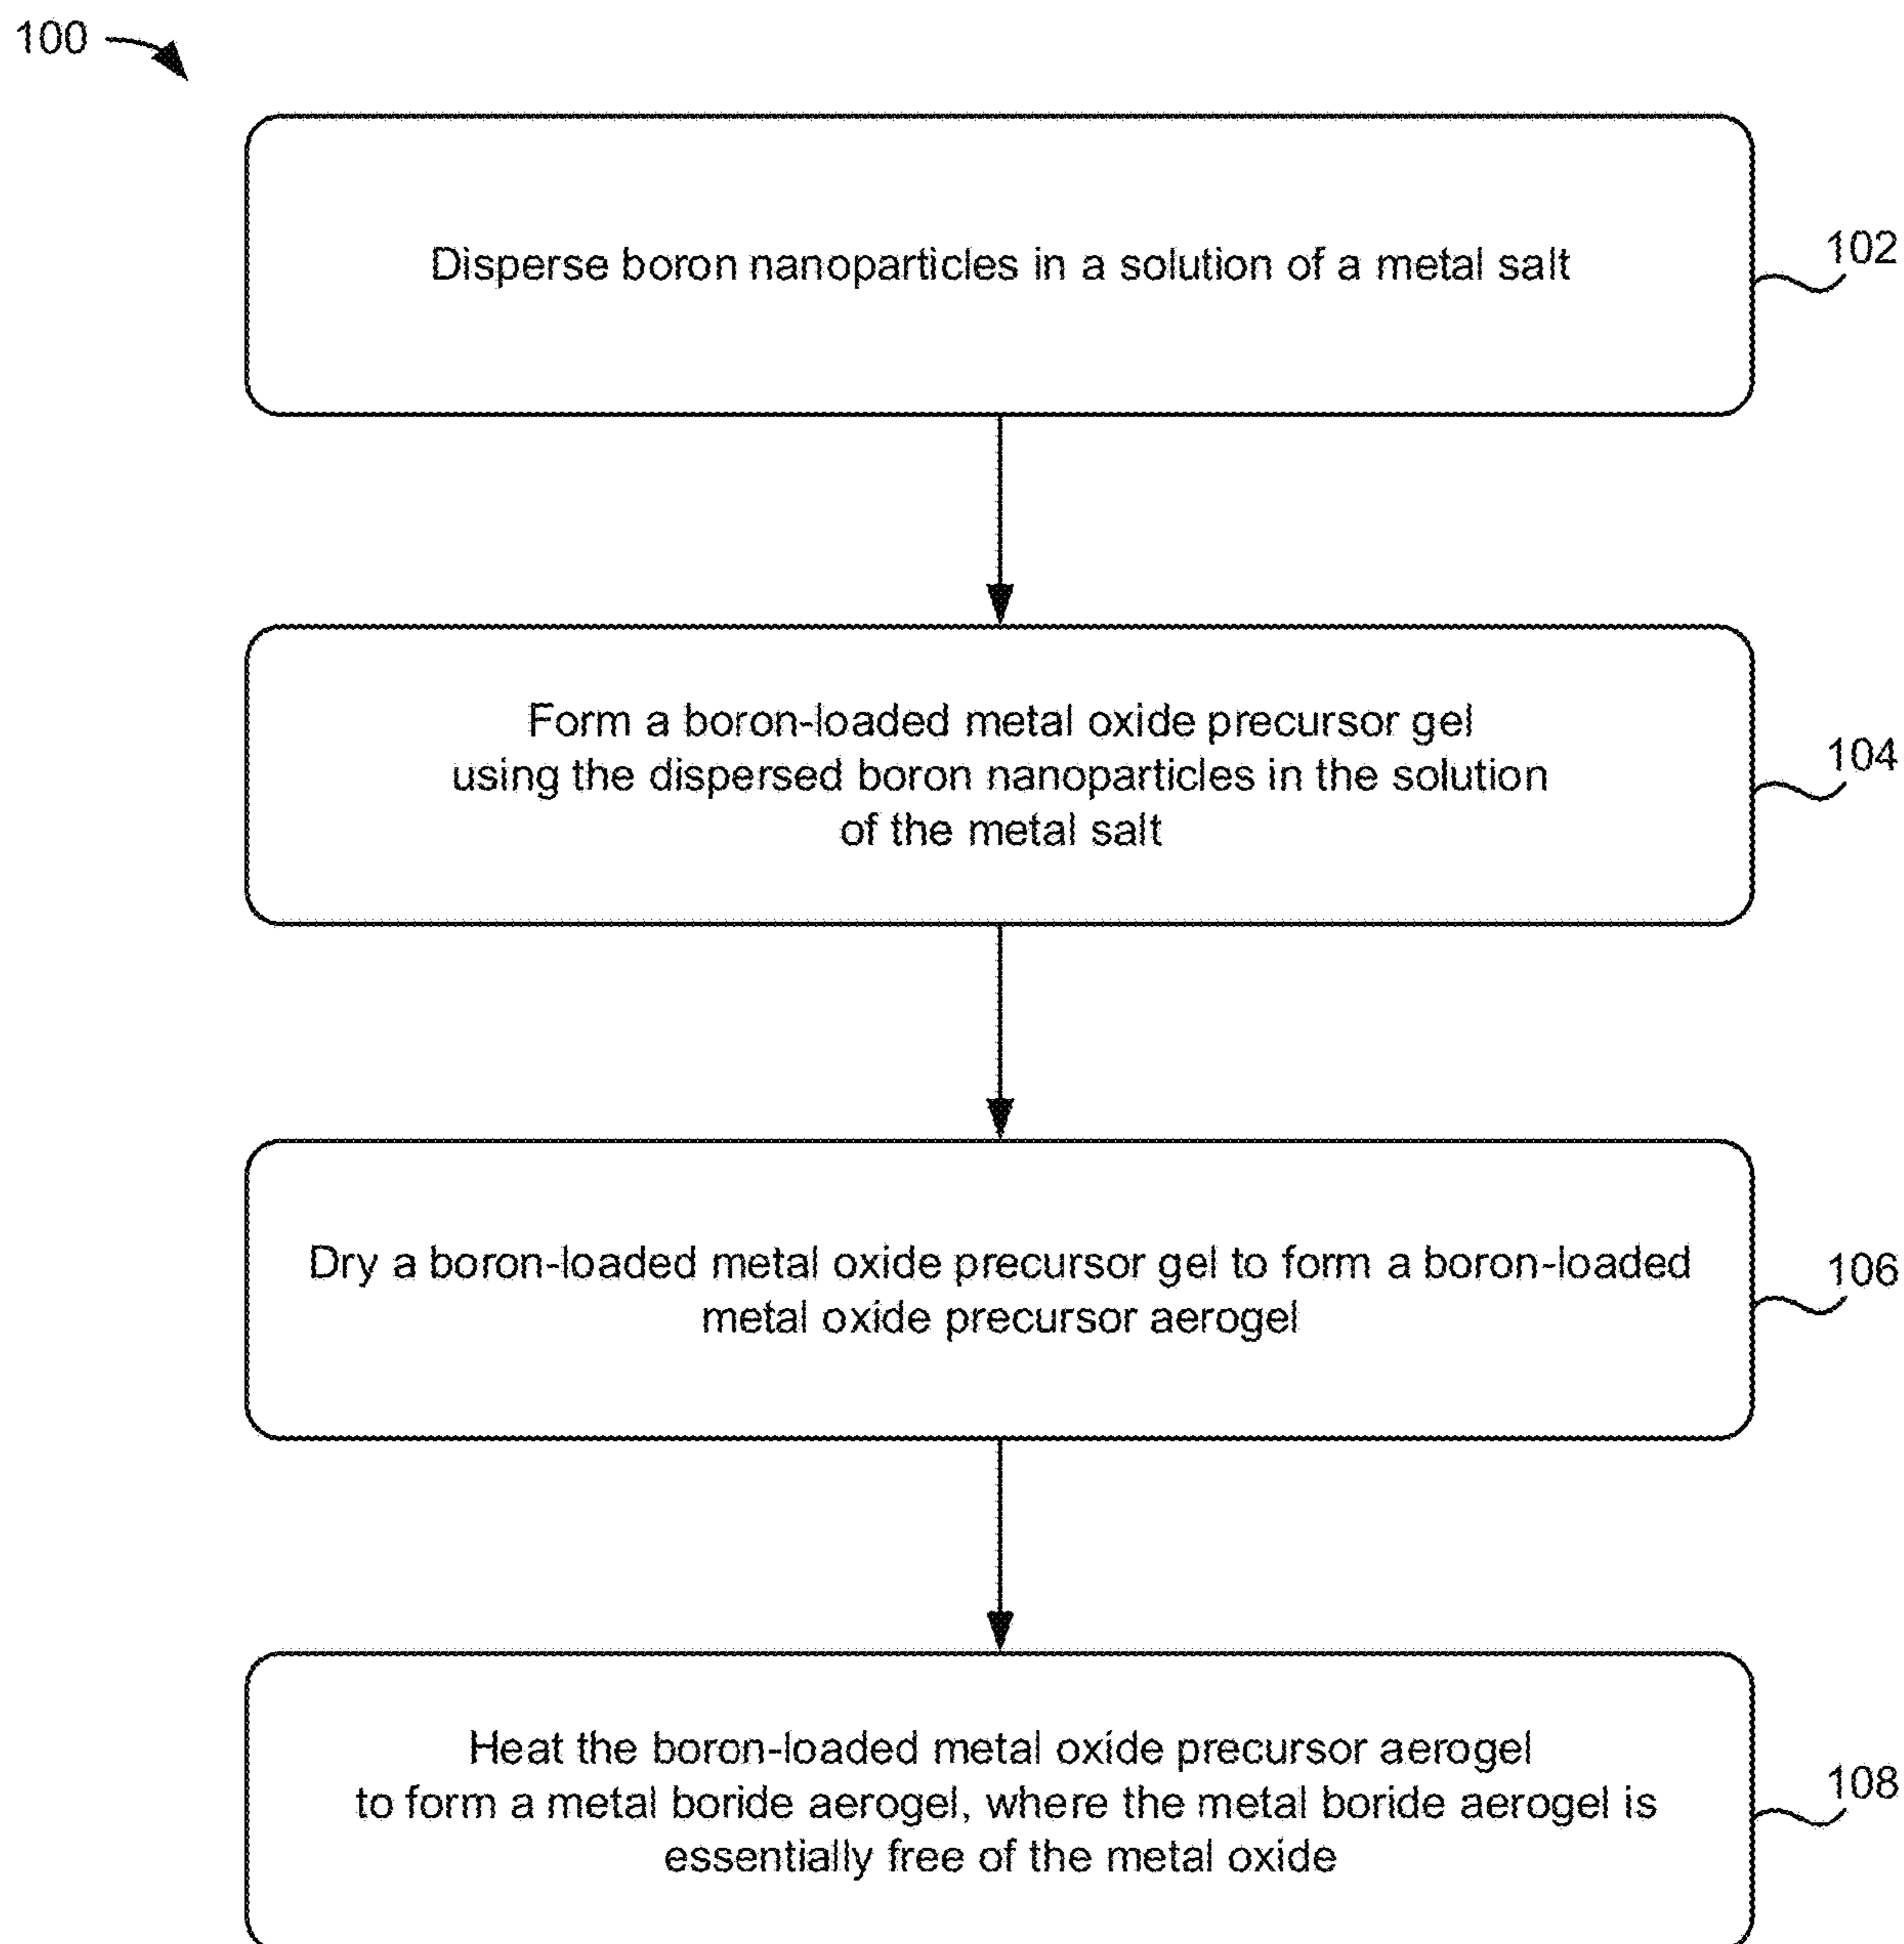 100
Disperse boron nanoparticles in a solution of a metal salt
102
Form a boron-loaded metal oxide precursor gel
using the dispersed boron nanoparticles in the solution
of the metal salt
104
Dry a boron-loaded metal oxide precursor gel to form a boron-loaded
metal oxide precursor aerogel
106
Heat the boron-loaded metal oxide precursor aerogel
to form a metal boride aerogel, where the metal boride aerogel is
essentially free of the metal oxide
108